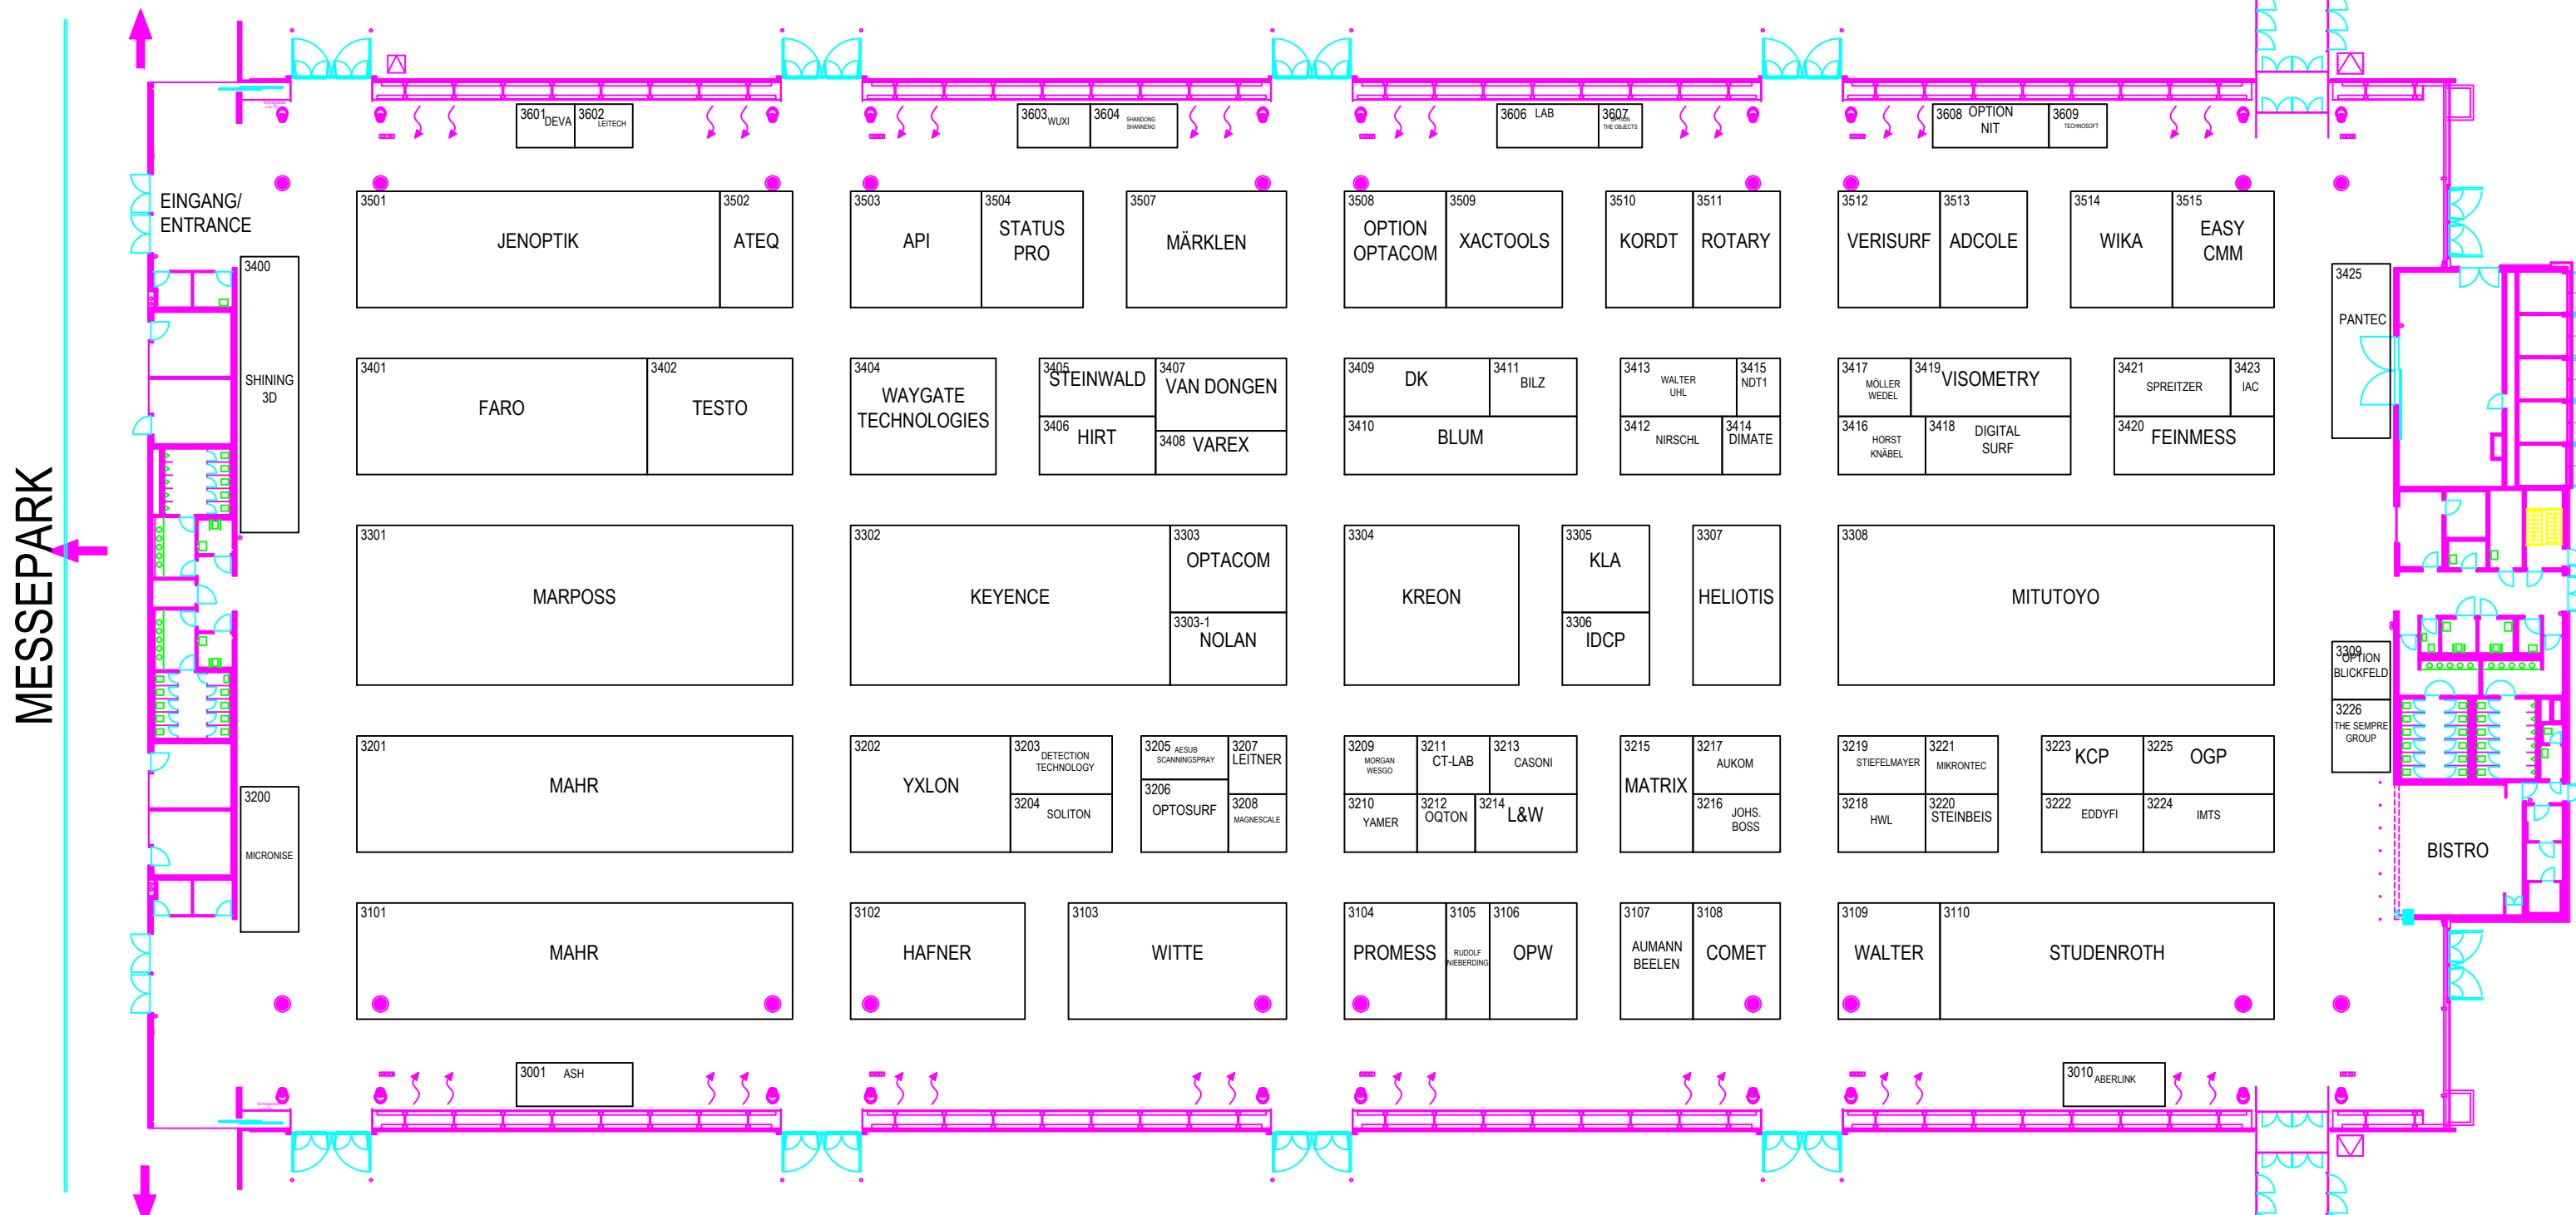 MESSEPARK
EINGANG/
ENTRANCE
3601 DEVA
3602
LEITECH
3603 WUXI
3604
SHANDONG
SHANNENG
3606 LAB
3607
OPTION
THE OBJECTS
3608 OPTION
NIT
3609
TECHNOSOFT
3501
JENOPTIK
3502
ATEQ
3503
API
3504
STATUS
PRO
3507
MÄRKLEN
3508
OPTION
OPTACOM
3509
XACTOOLS
3510
KORDT
3511
ROTARY
3512
VERISURF
3513
ADCOLE
3514
WIKA
3515
EASY
CMM
3400
SHINING
3D
3425
PANTEC
3401
FARO
3402
TESTO
3404
WAYGATE
TECHNOLOGIES
3405
STEINWALD
3406
HIRT
3407
VAN DONGEN
3408 VAREX
3409
DK
3411
BILZ
3410
BLUM
3413
WALTER
UHL
3415
NDT1
3412
NIRSCHL
3414
DIMATE
3417
MÖLLER
WEDEL
3419
VISOMETRY
3416
HORST
KNÄBEL
3418
DIGITAL
SURF
3421
SPREITZER
3423
IAC
3420
FEINMESS
3301
MARPOSS
3302
KEYENCE
3303
OPTACOM
3303-1
NOLAN
3304
KREON
3305
KLA
3306
IDCP
3307
HELIOTIS
3308
MITUTOYO
3309
OPTION
BLICKFELD
3226
THE SEMPRE
GROUP
3201
MAHR
3202
YXLON
3203
DETECTION
TECHNOLOGY
3204
SOLITON
3205 AESUB
SCANNINGSPRAY
3206
OPTOSURF
3207
LEITNER
3208
MAGNESCALE
3209
MORGAN
WESGO
3211
CT-LAB
3213
CASONI
3210
YAMER
3212
OQTON
3214
L&W
3215
MATRIX
3217
AUKOM
3216
JOHS.
BOSS
3219
STIEFELMAYER
3221
MIKRONTEC
3218
HWL
3220
STEINBEIS
3223
KCP
3225
OGP
3222
EDDYFI
3224
IMTS
3200
MICRONISE
BISTRO
3101
MAHR
3102
HAFNER
3103
WITTE
3104
PROMESS
3105
RUDOLF
NIEBERDING
3106
OPW
3107
AUMANN
BEELEN
3108
COMET
3109
WALTER
3110
STUDENROTH
3001 ASH
3010 ABERLINK